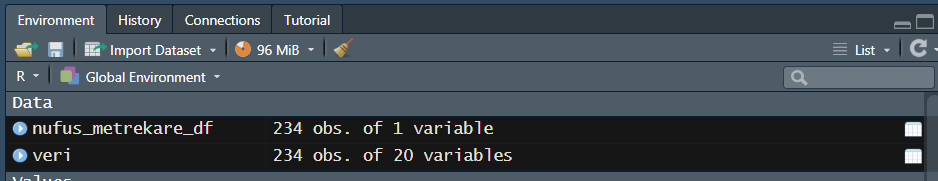 Environment History Connections Tutorial
Import Dataset 96 MiB List
R Global Environment
Data
nufus_metrekare_df 234 obs. of 1 variable
veri 234 obs. of 20 variables
Values